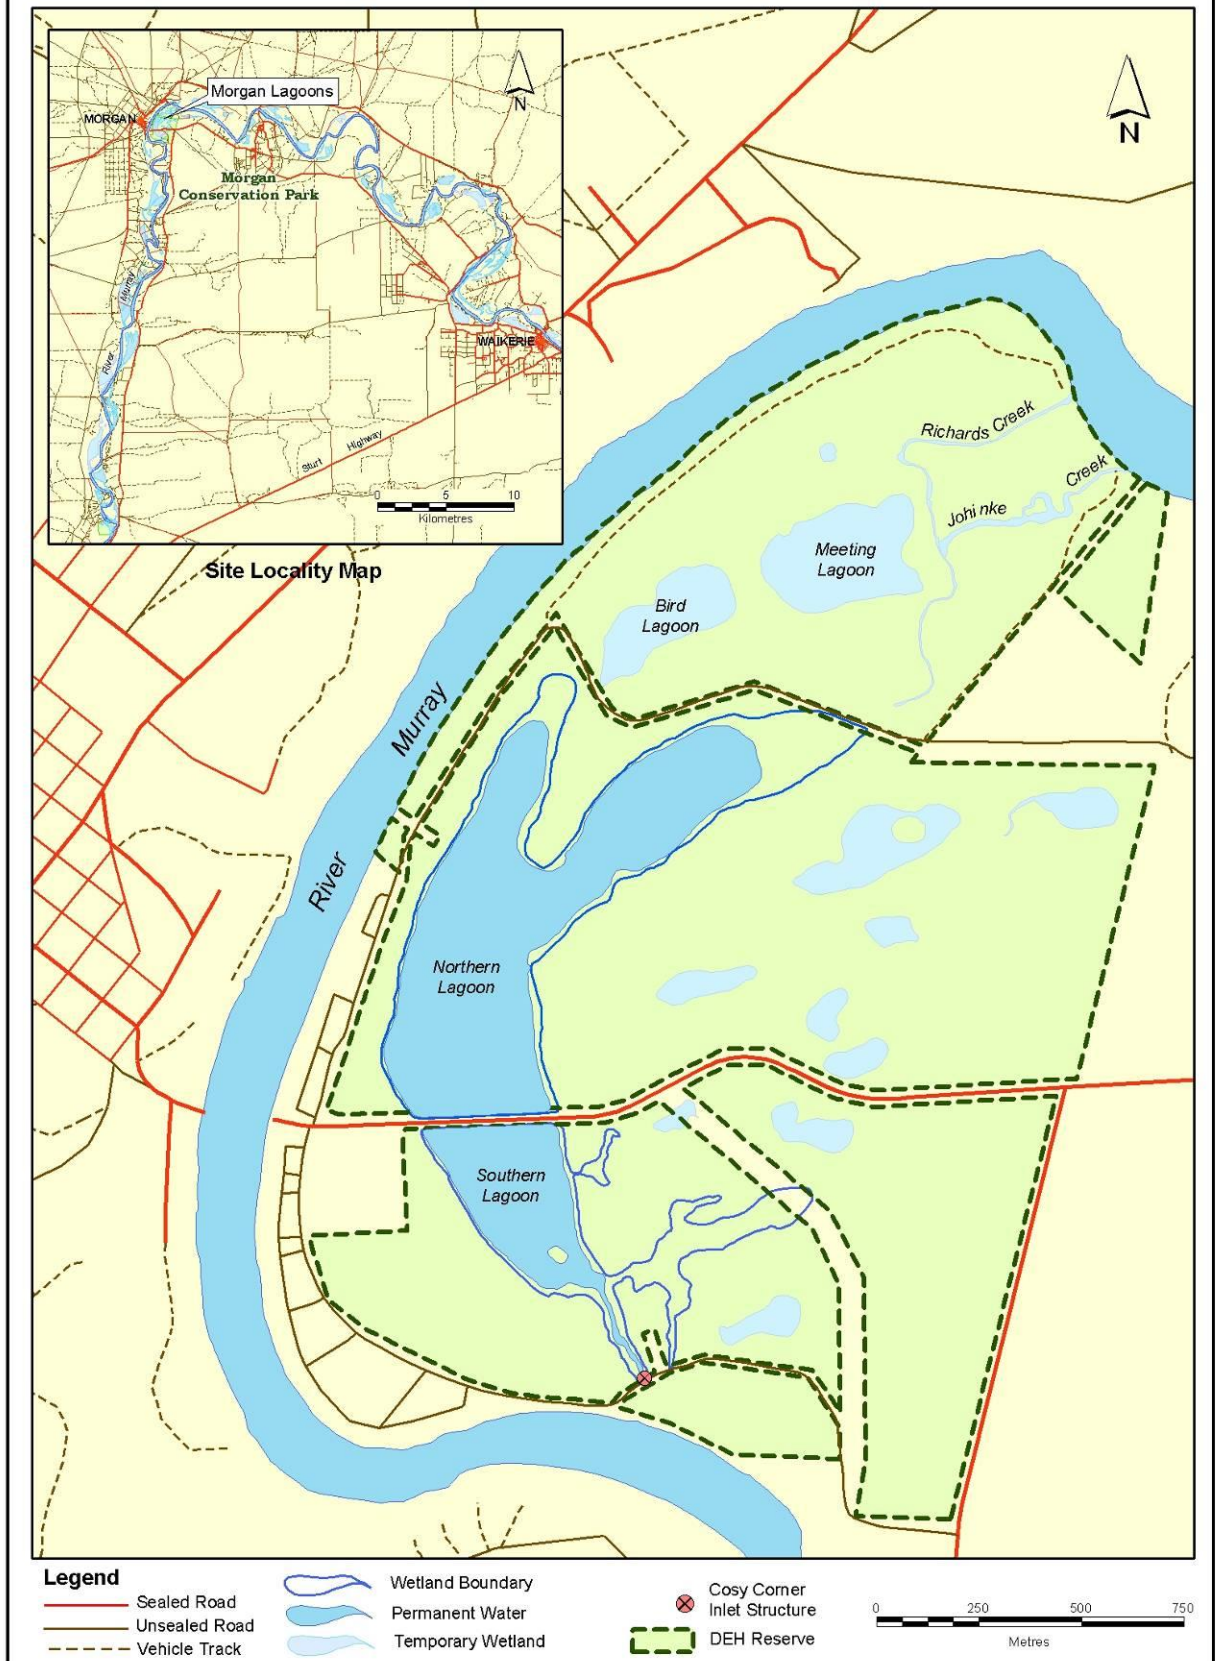 Morgan Lagoons
N
MORGAN
Morgan
Conservation Park
Murray
River
WAIKERIE
Sturt Highway
0 5 10
Kilometres
Site Locality Map
N
Richards Creek
Johi nke Creek
Meeting
Lagoon
Bird
Lagoon
River Murray
Northern
Lagoon
Southern
Lagoon
Legend
Sealed Road
Unsealed Road
Vehicle Track
Wetland Boundary
Permanent Water
Temporary Wetland
Cosy Corner
Inlet Structure
DEH Reserve
0 250 500 750
Metres